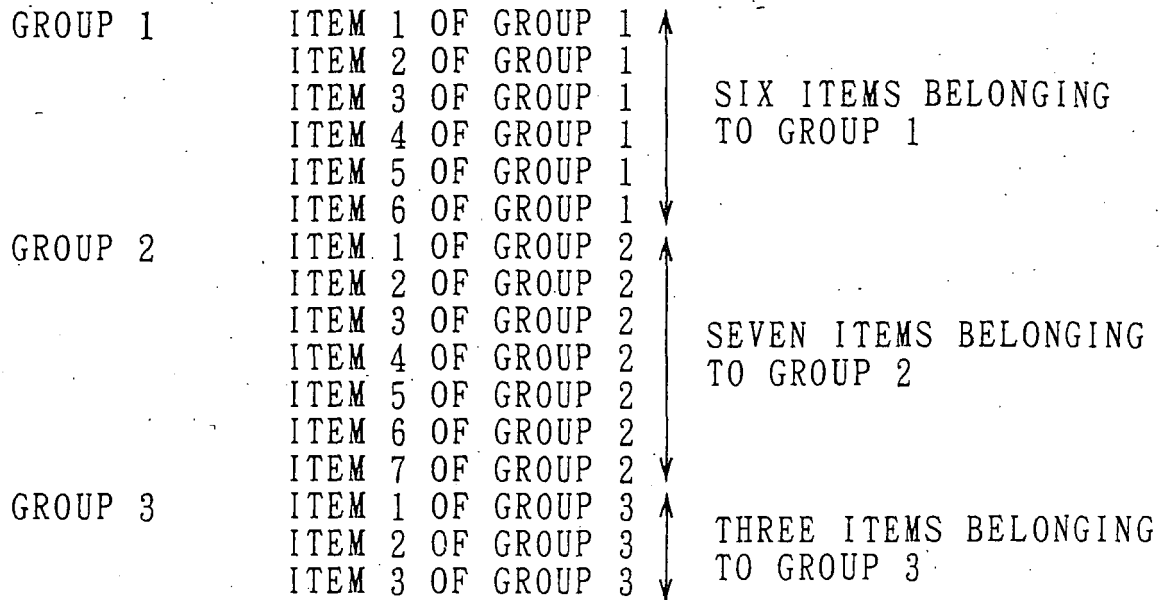 GROUP 1 ITEM 1 OF GROUP 1
ITEM 2 OF GROUP 1
ITEM 3 OF GROUP 1
ITEM 4 OF GROUP 1
ITEM 5 OF GROUP 1
ITEM 6 OF GROUP 1
SIX ITEMS BELONGING
TO GROUP 1
GROUP 2 ITEM 1 OF GROUP 2
ITEM 2 OF GROUP 2
ITEM 3 OF GROUP 2
ITEM 4 OF GROUP 2
ITEM 5 OF GROUP 2
ITEM 6 OF GROUP 2
ITEM 7 OF GROUP 2
SEVEN ITEMS BELONGING
TO GROUP 2
GROUP 3 ITEM 1 OF GROUP 3
ITEM 2 OF GROUP 3
ITEM 3 OF GROUP 3
THREE ITEMS BELONGING
TO GROUP 3